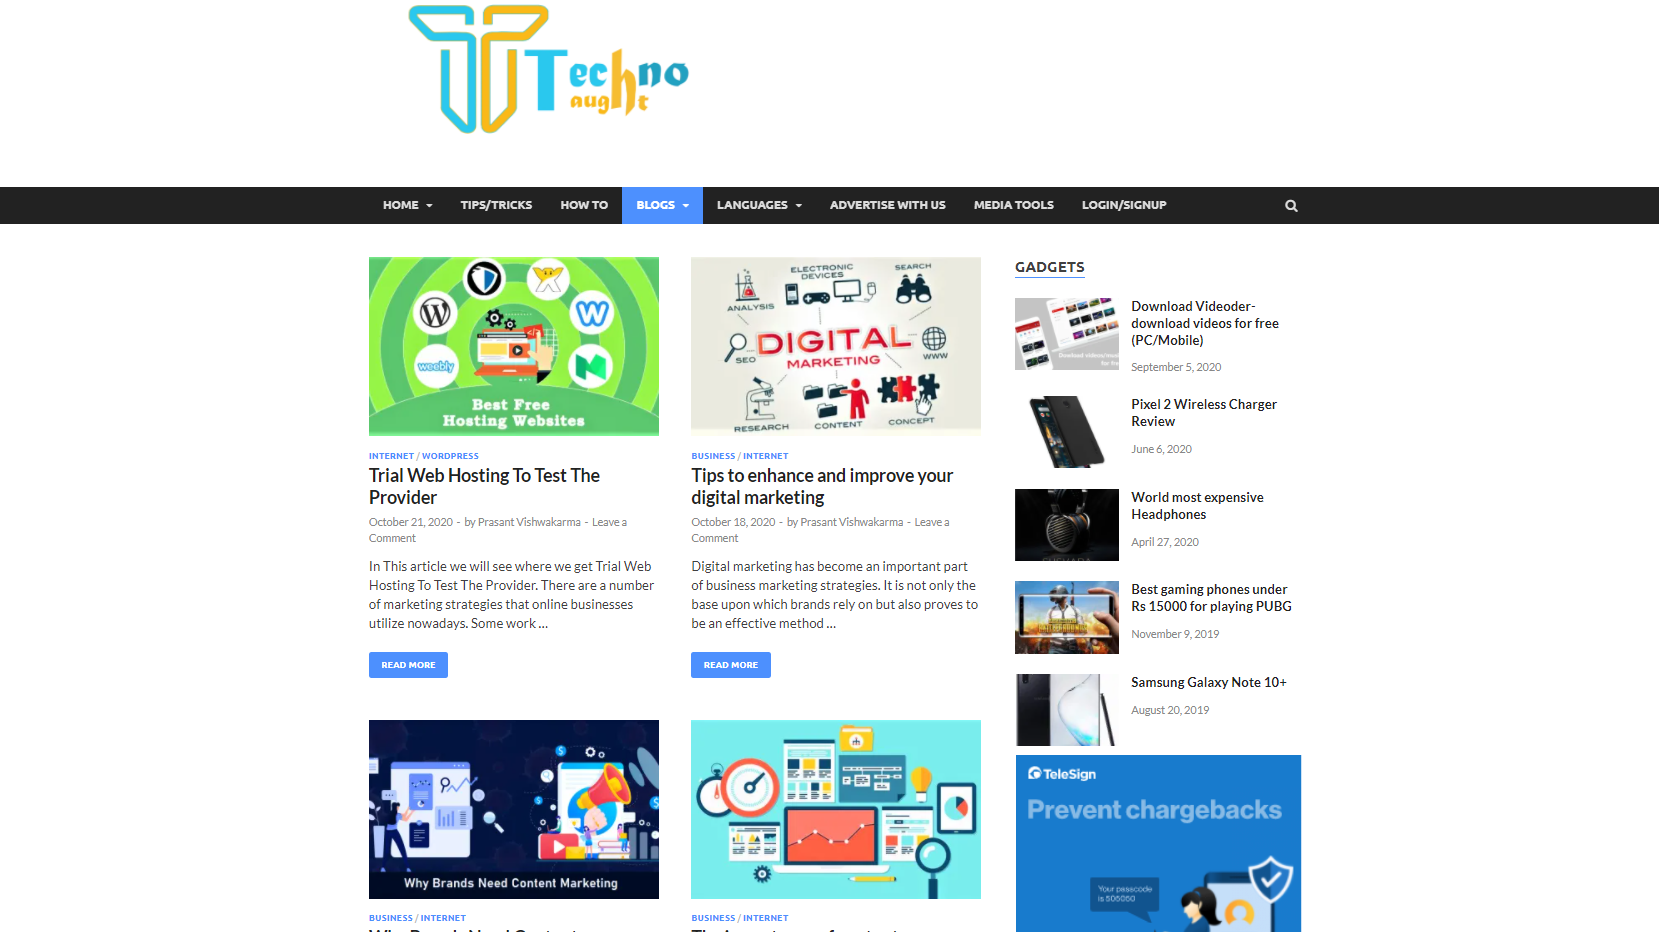 Techno
aught
HOME
TIPS/TRICKS
HOW TO
BLOGS
LANGUAGES
ADVERTISE WITH US
MEDIA TOOLS
LOGIN/SIGNUP
weebly
Best Free
Hosting Websites
INTERNET / WORDPRESS
Trial Web Hosting To Test The
Provider
October 21, 2020 - by Prasant Vishwakarma - Leave a
Comment
In This article we will see where we get Trial Web
Hosting To Test The Provider. There are a number
of marketing strategies that online businesses
utilize nowadays. Some work …
READ MORE
ELECTRONIC
DEVICES
SEARCH
ANALYSIS
DIGITAL
MARKETING
SEO
WWW
RESEARCH
CONTENT
CONCEPT
BUSINESS / INTERNET
Tips to enhance and improve your
digital marketing
October 18, 2020 - by Prasant Vishwakarma - Leave a
Comment
Digital marketing has become an important part
of business marketing strategies. It is not only the
base upon which brands rely on but also proves to
be an effective method …
READ MORE
Why Brands Need Content Marketing
BUSINESS / INTERNET
BUSINESS / INTERNET
GADGETS
Download Videoder-
download videos for free
(PC/Mobile)
September 5, 2020
Pixel 2 Wireless Charger
Review
June 6, 2020
World most expensive
Headphones
April 27, 2020
Best gaming phones under
Rs 15000 for playing PUBG
November 9, 2019
Samsung Galaxy Note 10+
August 20, 2019
TeleSign
Prevent chargebacks
Your passcode
is 505050